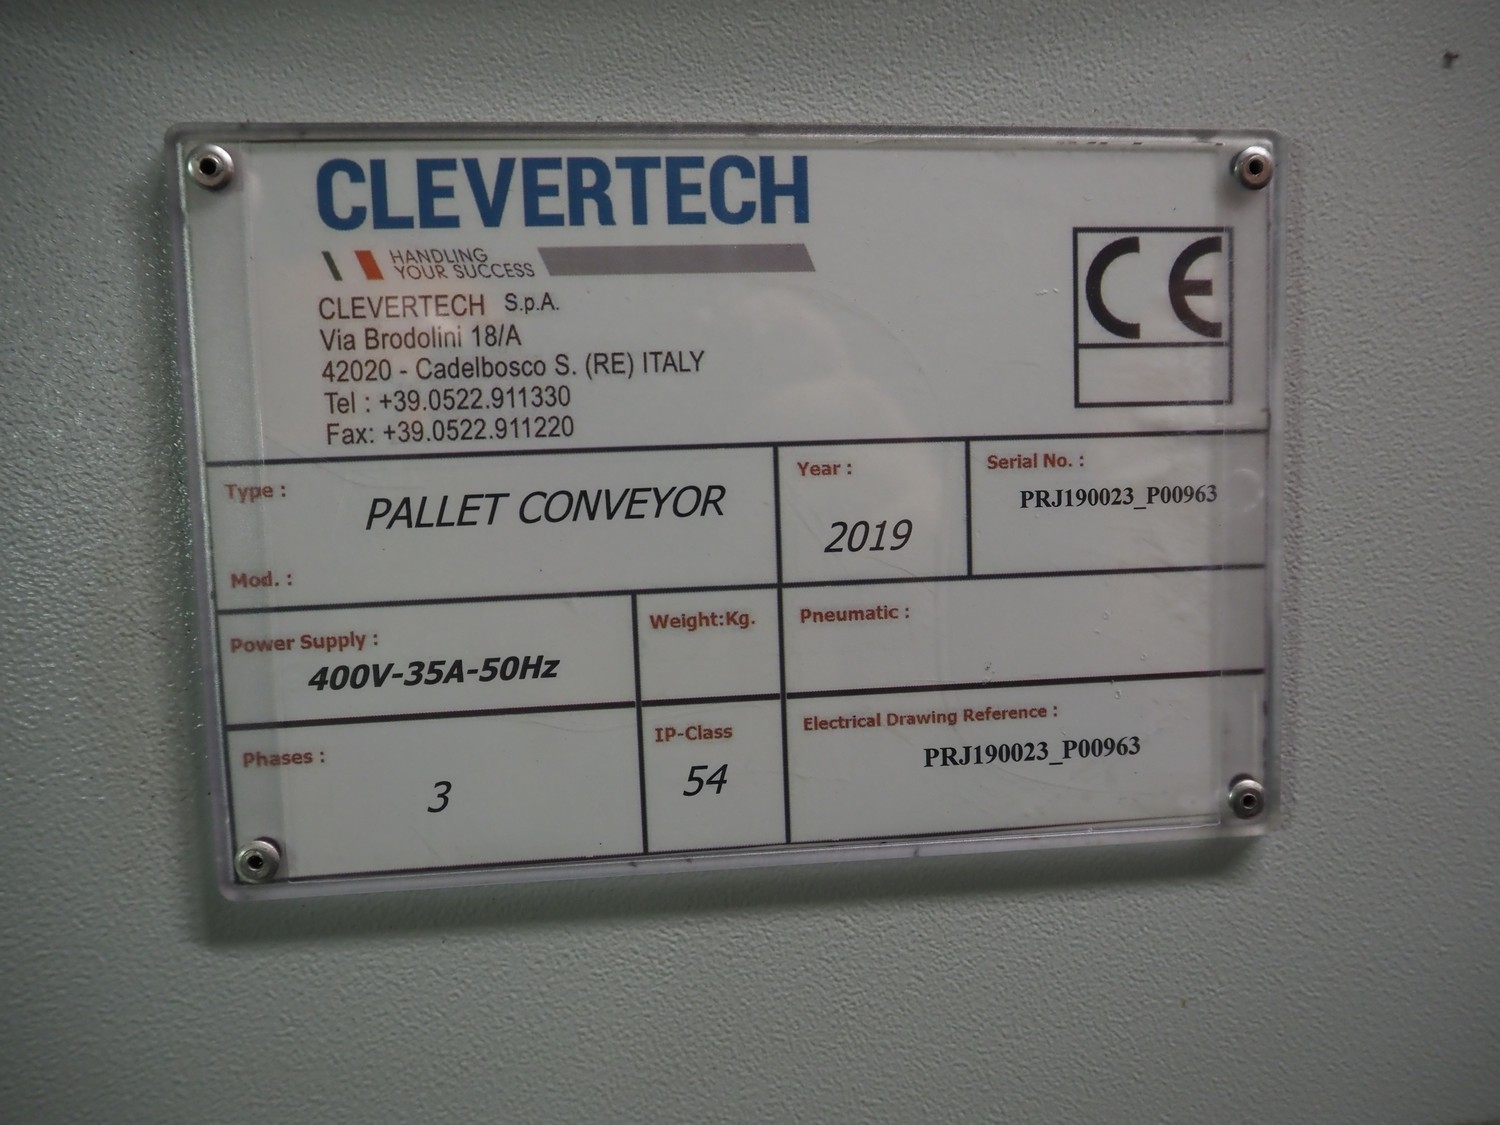 CLEVERTECH
HANDLING
YOUR SUCCESS
CLEVERTECH S.p.A.
Via Brodolini 18/A
42020 - Cadelbosco S. (RE) ITALY
Tel : +39.0522.911330
Fax: +39.0522.911220
CE
Type :
PALLET CONVEYOR
Mod. :
Year :
2019
Serial No. :
PRJ190023_P00963
Power Supply :
400V-35A-50Hz
Weight:Kg.
Pneumatic :
Phases :
3
IP-Class
54
Electrical Drawing Reference :
PRJ190023_P00963